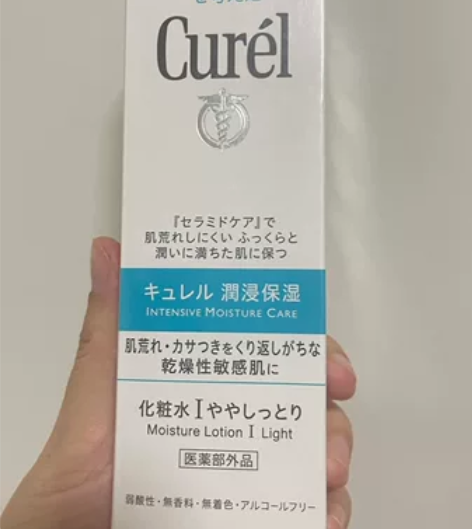 Curél
『セラミドケア』で
肌荒れしにくい ふっくらと
潤いに満ちた肌に保つ
キュレル 潤浸保湿
INTENSIVE MOISTURE CARE
肌荒れ・カサつきをくり返しがちな
乾燥性敏感肌に
化粧水 I ややしっとり
Moisture Lotion I Light
医薬部外品
弱酸性・無香料・無着色・アルコールフリー